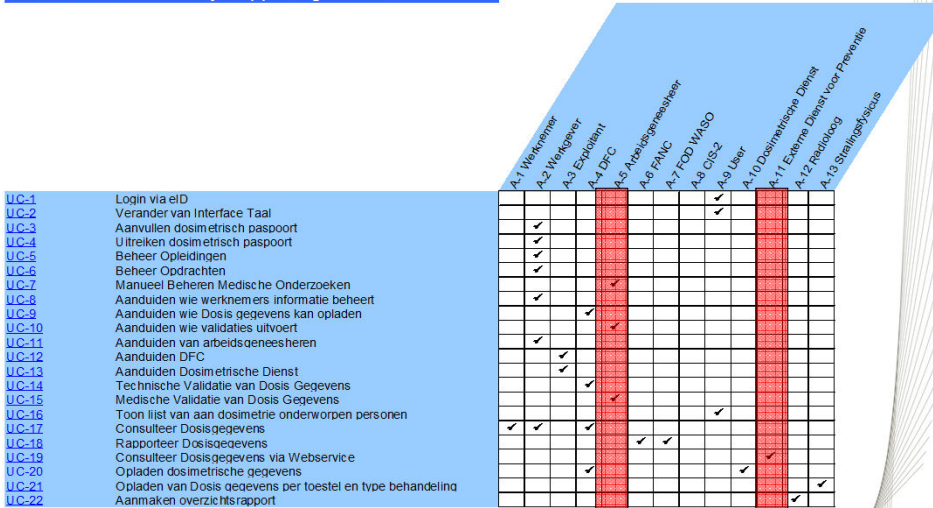 A-1 Werknemer
A-2 Werkgever
A-3 Exploitant
A-4 DFC
A-5 Arbeidsgeneesheer
A-6 FANC
A-7 FOD WASO
A-8 CIS-2
A-9 User
A-10 Dosimetrische Dienst
A-11 Externe Dienst voor Preventie
A-12 Radioloog
A-13 Stralingsfysicus
UC-1 Login via eID
UC-2 Verander van Interface Taal
UC-3 Aanvullen dosimetrisch paspoort
UC-4 Uitreiken dosimetrisch paspoort
UC-5 Beheer Opleidingen
UC-6 Beheer Opdrachten
UC-7 Manueel Beheren Medische Onderzoeken
UC-8 Aanduiden wie werknemers informatie beheert
UC-9 Aanduiden wie Dosis gegevens kan opladen
UC-10 Aanduiden wie validaties uitvoert
UC-11 Aanduiden van arbeidsgeneesheren
UC-12 Aanduiden DFC
UC-13 Aanduiden Dosimetrische Dienst
UC-14 Technische Validatie van Dosis Gegevens
UC-15 Medische Validatie van Dosis Gegevens
UC-16 Toon lijst van aan dosimetrie onderworpen personen
UC-17 Consulteer Dosisgegevens
UC-18 Rapporteer Dosisgegevens
UC-19 Consulteer Dosisgegevens via Webservice
UC-20 Opladen dosimetrische gegevens
UC-21 Opladen van Dosis gegevens per toestel en type behandeling
UC-22 Aanmaken overzichtsrapport